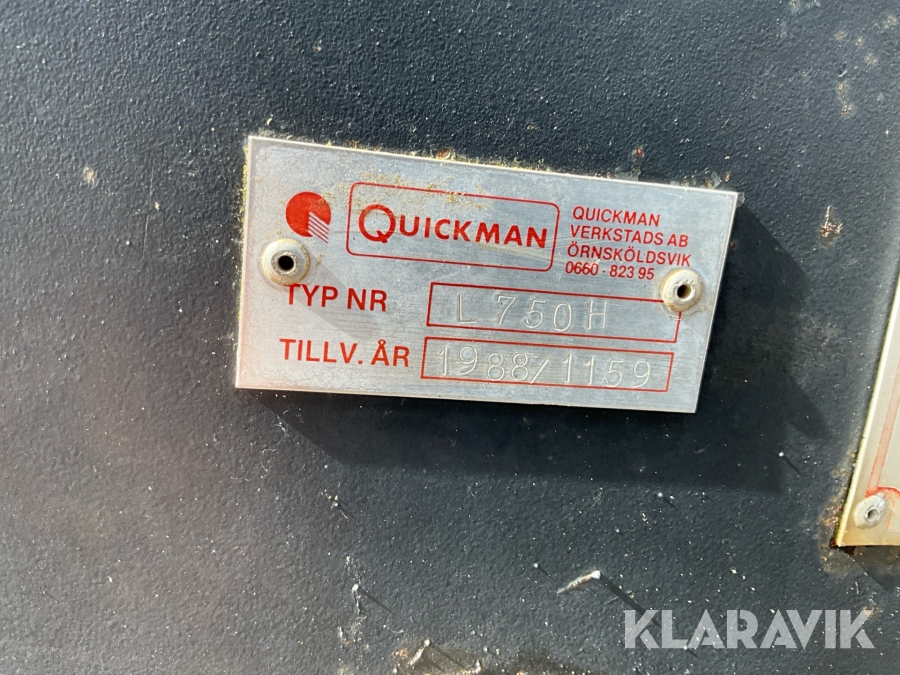 QUICKMAN
QUICKMAN
VERKSTADS AB
ÖRNSKÖLDSVIK
0660 - 823 95
TYP NR L 750 H
TILLV. ÅR 1988/1159
KLARAVIK